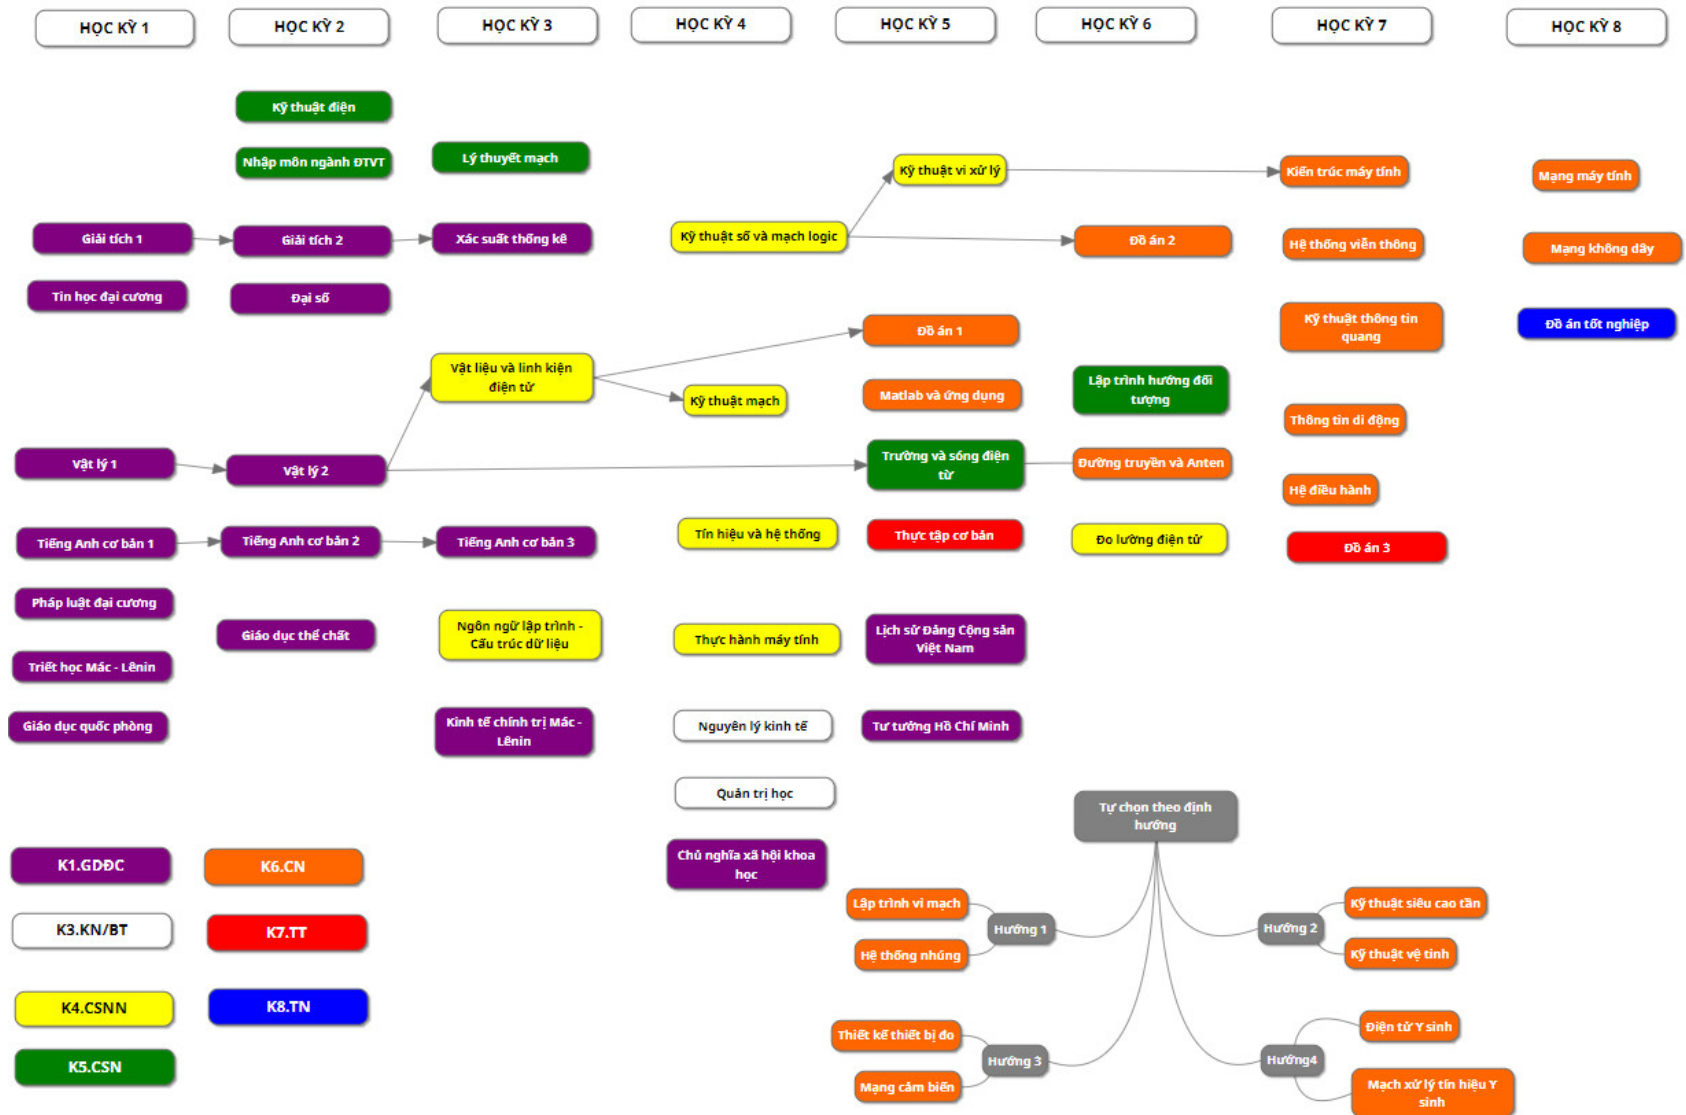 HỌC KỲ 1
HỌC KỲ 2
HỌC KỲ 3
HỌC KỲ 4
HỌC KỲ 5
HỌC KỲ 6
HỌC KỲ 7
HỌC KỲ 8
Kỹ thuật điện
Nhập môn ngành ĐTVT
Lý thuyết mạch
Kỹ thuật vi xử lý
Kiến trúc máy tính
Mạng máy tính
Giải tích 1
Giải tích 2
Xác suất thống kê
Kỹ thuật số và mạch logic
Đồ án 2
Hệ thống viễn thông
Mạng không dây
Tin học đại cương
Đại số
Đồ án 1
Kỹ thuật thông tin
quang
Đồ án tốt nghiệp
Vật liệu và linh kiện
điện tử
Kỹ thuật mạch
Matlab và ứng dụng
Lập trình hướng đối
tượng
Thông tin di động
Vật lý 1
Vật lý 2
Trường và sóng điện
từ
Đường truyền và Anten
Hệ điều hành
Tiếng Anh cơ bản 1
Tiếng Anh cơ bản 2
Tiếng Anh cơ bản 3
Tín hiệu và hệ thống
Thực tập cơ bản
Đo lường điện tử
Đồ án 3
Pháp luật đại cương
Giáo dục thể chất
Ngôn ngữ lập trình -
Cấu trúc dữ liệu
Thực hành máy tính
Lịch sử Đảng Cộng sản
Việt Nam
Triết học Mác - Lênin
Giáo dục quốc phòng
Kinh tế chính trị Mác -
Lênin
Nguyên lý kinh tế
Tư tưởng Hồ Chí Minh
Quản trị học
Tự chọn theo định
hướng
Chủ nghĩa xã hội khoa
học
K1.GDĐC
K6.CN
K3.KN/BT
K7.TT
K4.CSNN
K8.TN
K5.CSN
Lập trình vi mạch
Hướng 1
Hệ thống nhúng
Kỹ thuật siêu cao tần
Hướng 2
Kỹ thuật vệ tinh
Thiết kế thiết bị đo
Hướng 3
Mạng cảm biến
Điện tử Y sinh
Hướng4
Mạch xử lý tín hiệu Y
sinh